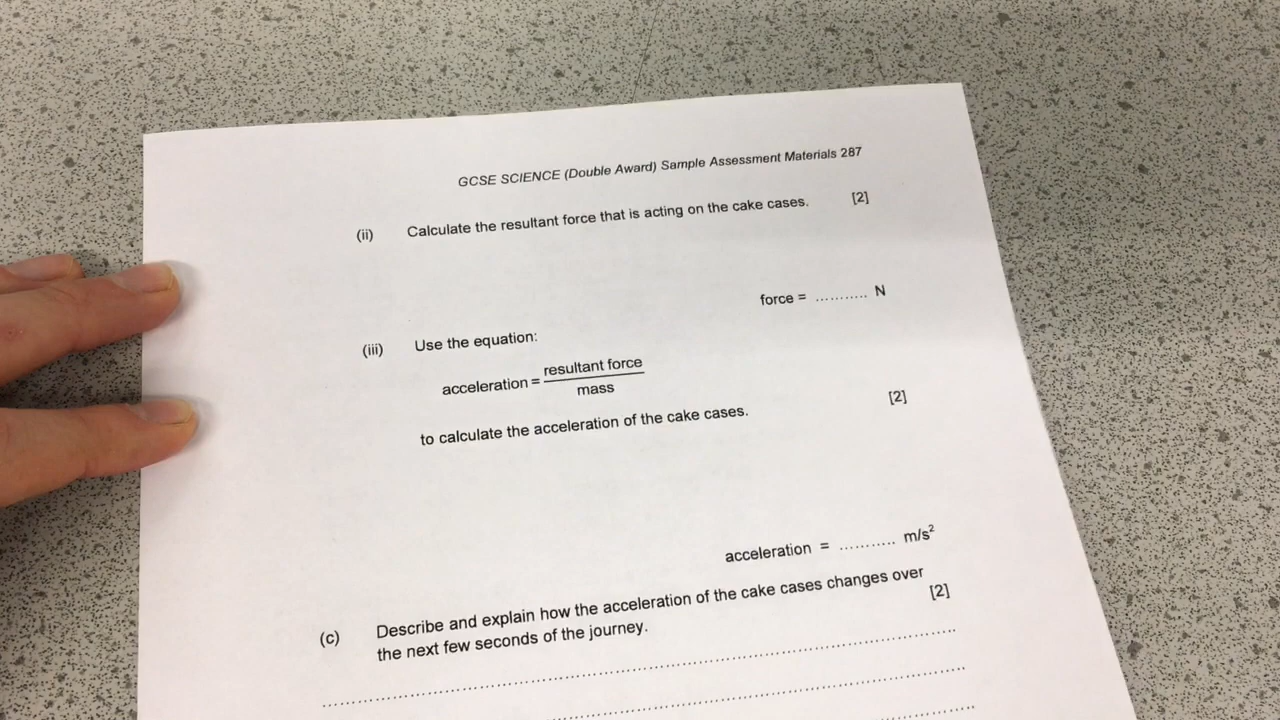 GCSE SCIENCE (Double Award) Sample Assessment Materials 287
(ii) Calculate the resultant force that is acting on the cake cases. [2]
force = ........... N
(iii) Use the equation:
acceleration = resultant force
mass
to calculate the acceleration of the cake cases. [2]
acceleration = ........... m/s²
(c) Describe and explain how the acceleration of the cake cases changes over
the next few seconds of the journey. [2]